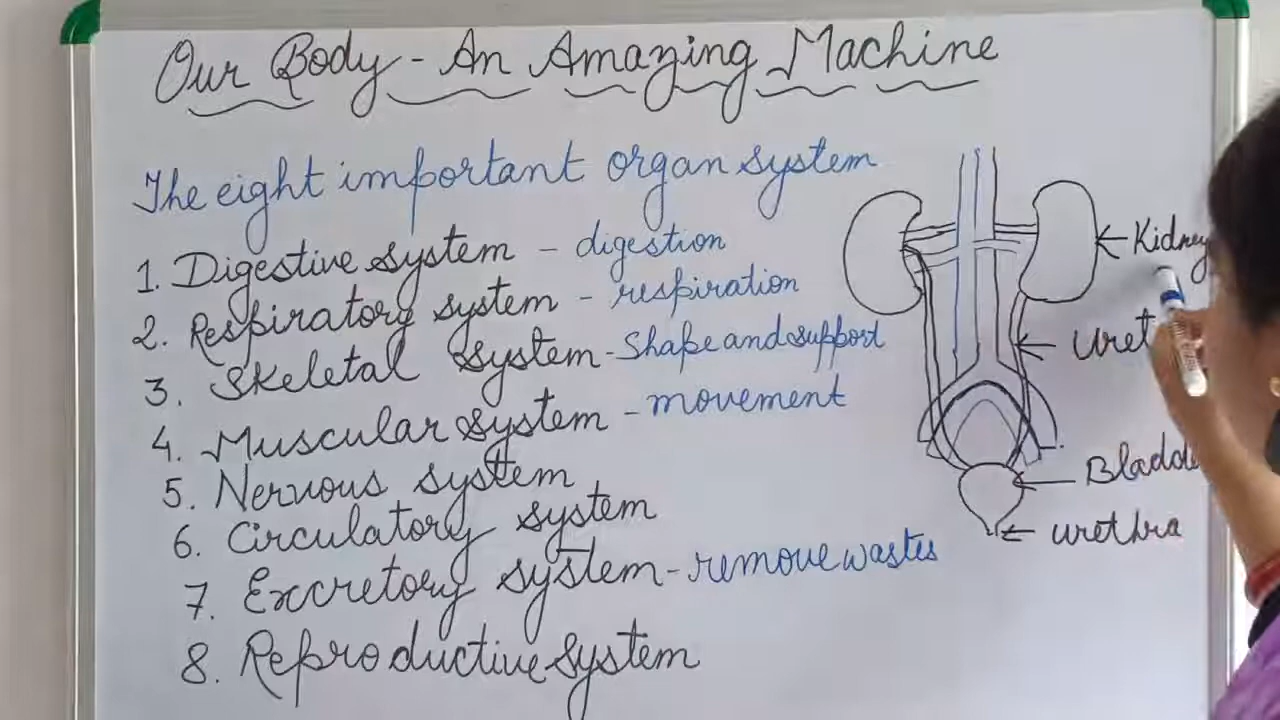 Our Body - An Amazing Machine
The eight important organ system
1. Digestive system - digestion
2. Respiratory system - respiration
3. Skeletal system - Shape and support
4. Muscular system - movement
5. Nervous system
6. Circulatory system
7. Excretory system - remove wastes
8. Reproductive system
Kidney
Bladde
urethra